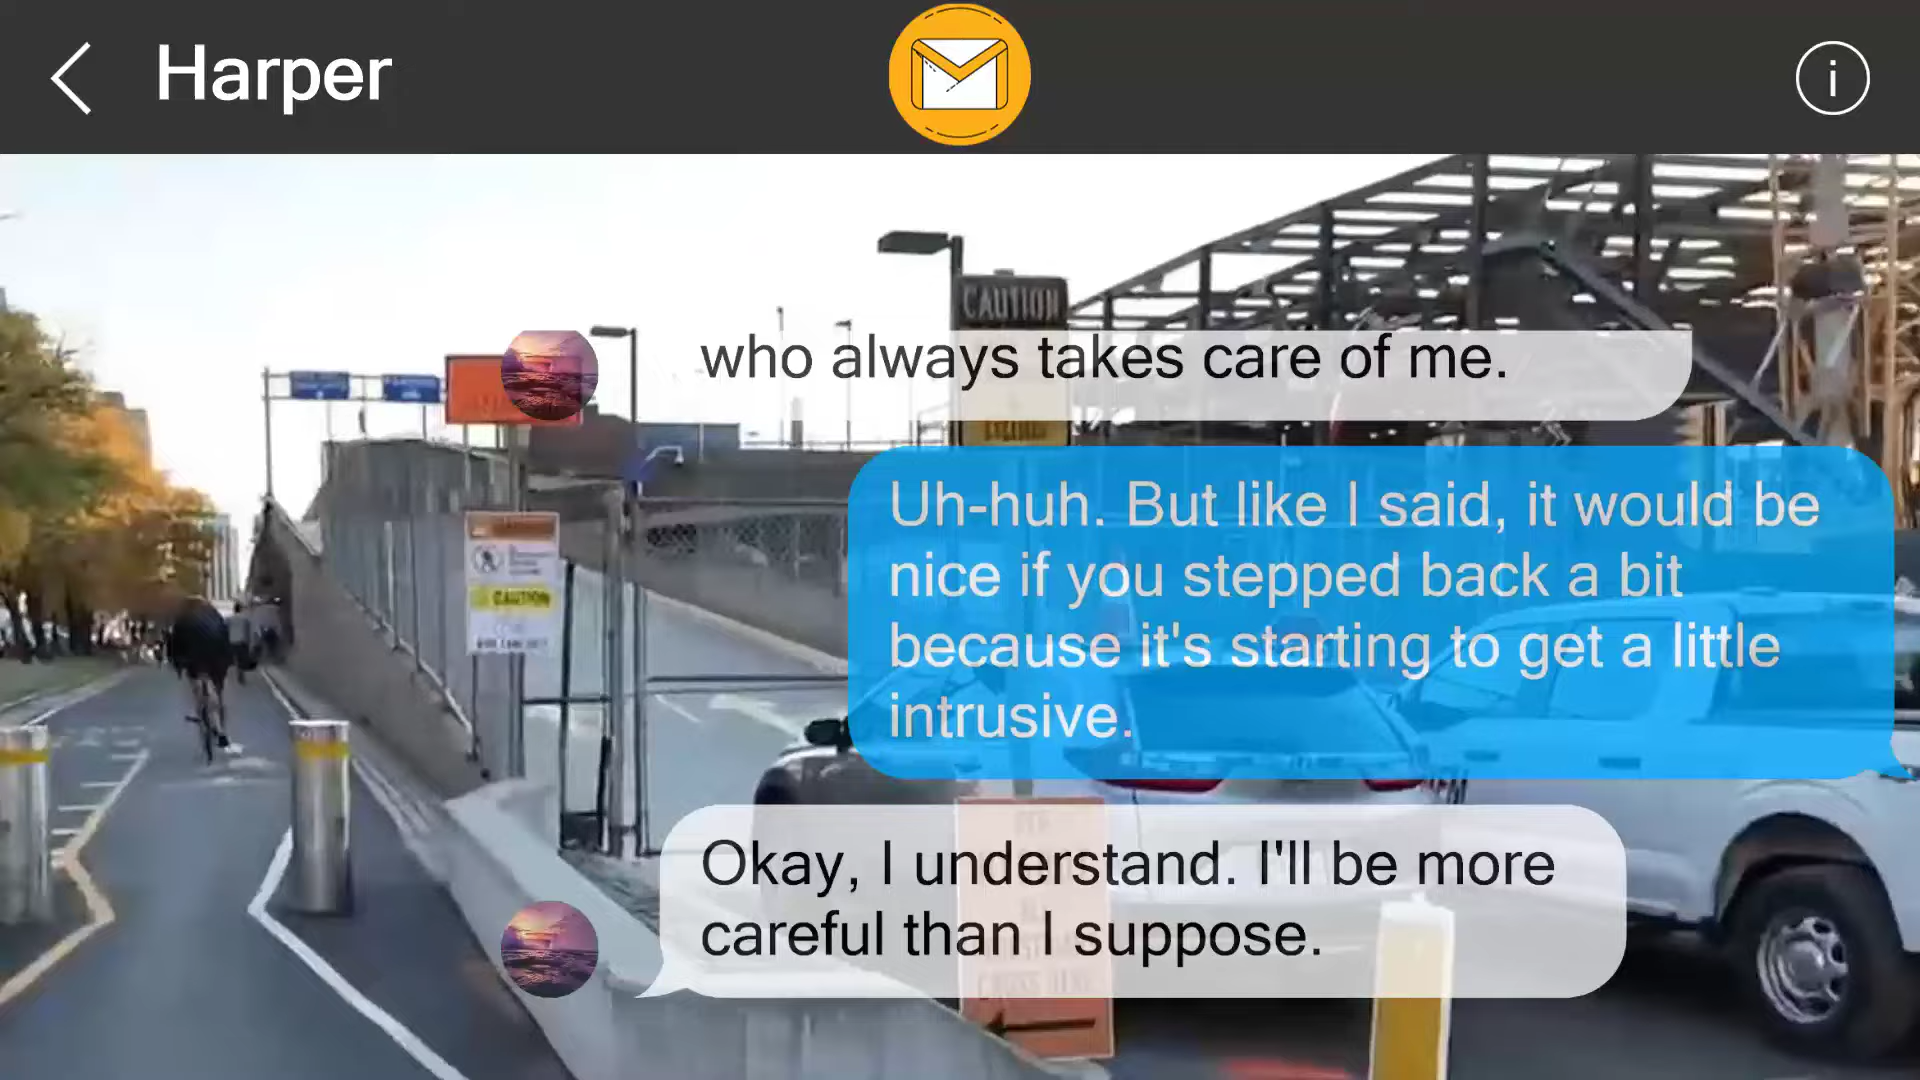 Harper
i
CAUTION
who always takes care of me.
Uh-huh. But like I said, it would be
nice if you stepped back a bit
because it's starting to get a little
intrusive.
CAUTION
Okay, I understand. I'll be more
careful than I suppose.